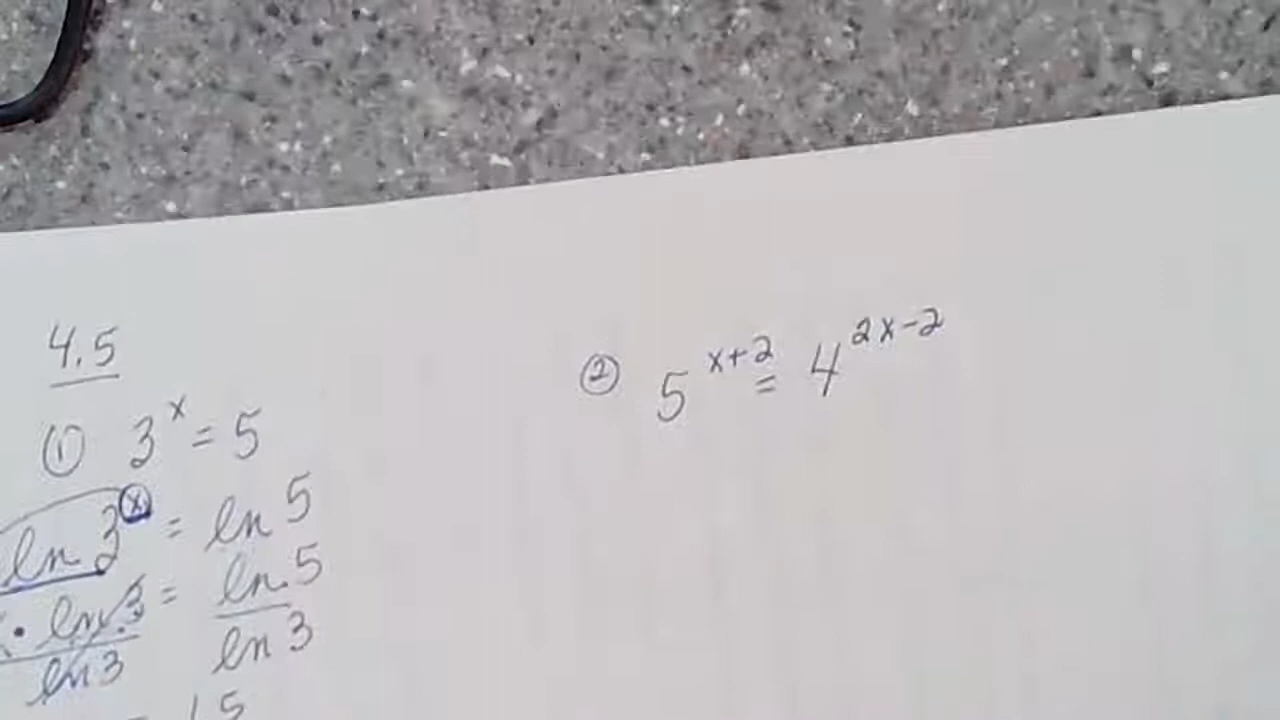 4.5
① 3^x = 5
ln 3^x = ln 5
· ln 3 / ln 3 = ln 5 / ln 3
② 5^(x+2) = 4^(2x-2)